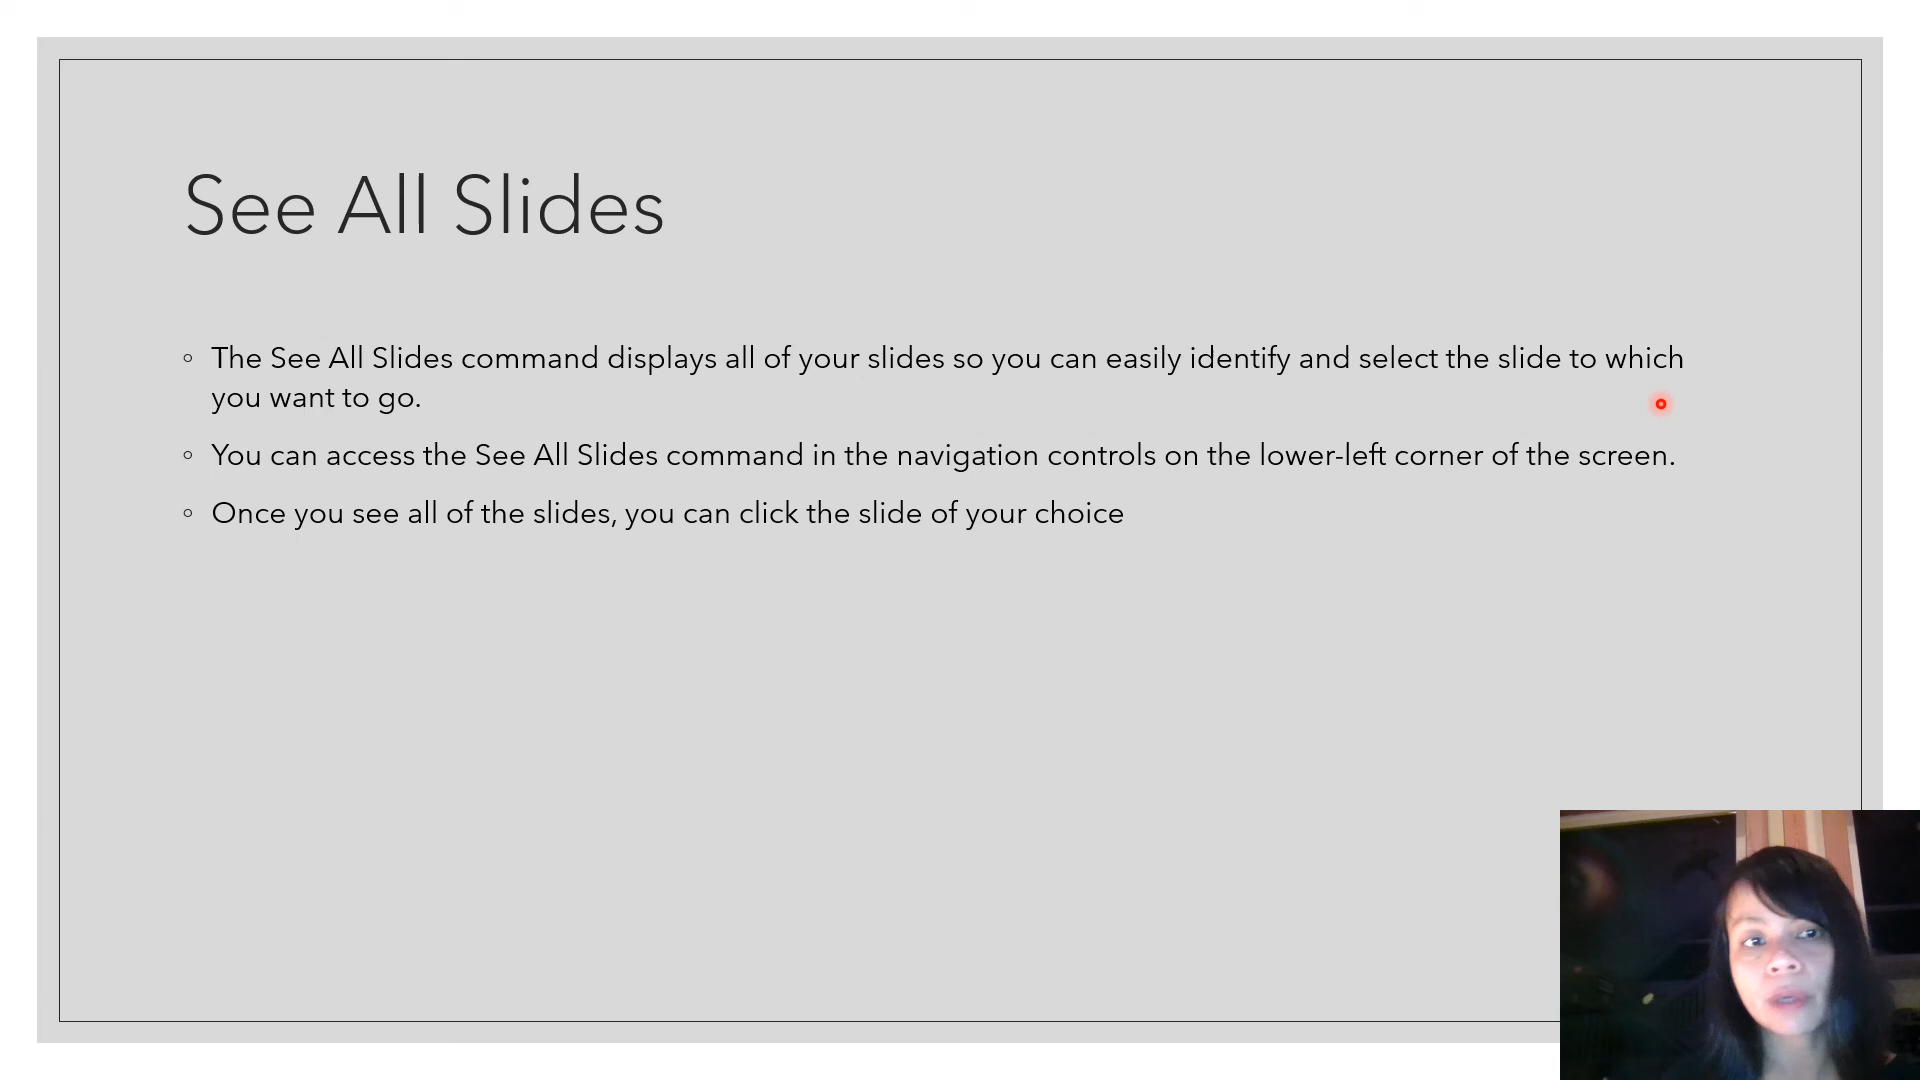 See All Slides
◦ The See All Slides command displays all of your slides so you can easily identify and select the slide to which
you want to go.
◦ You can access the See All Slides command in the navigation controls on the lower-left corner of the screen.
◦ Once you see all of the slides, you can click the slide of your choice